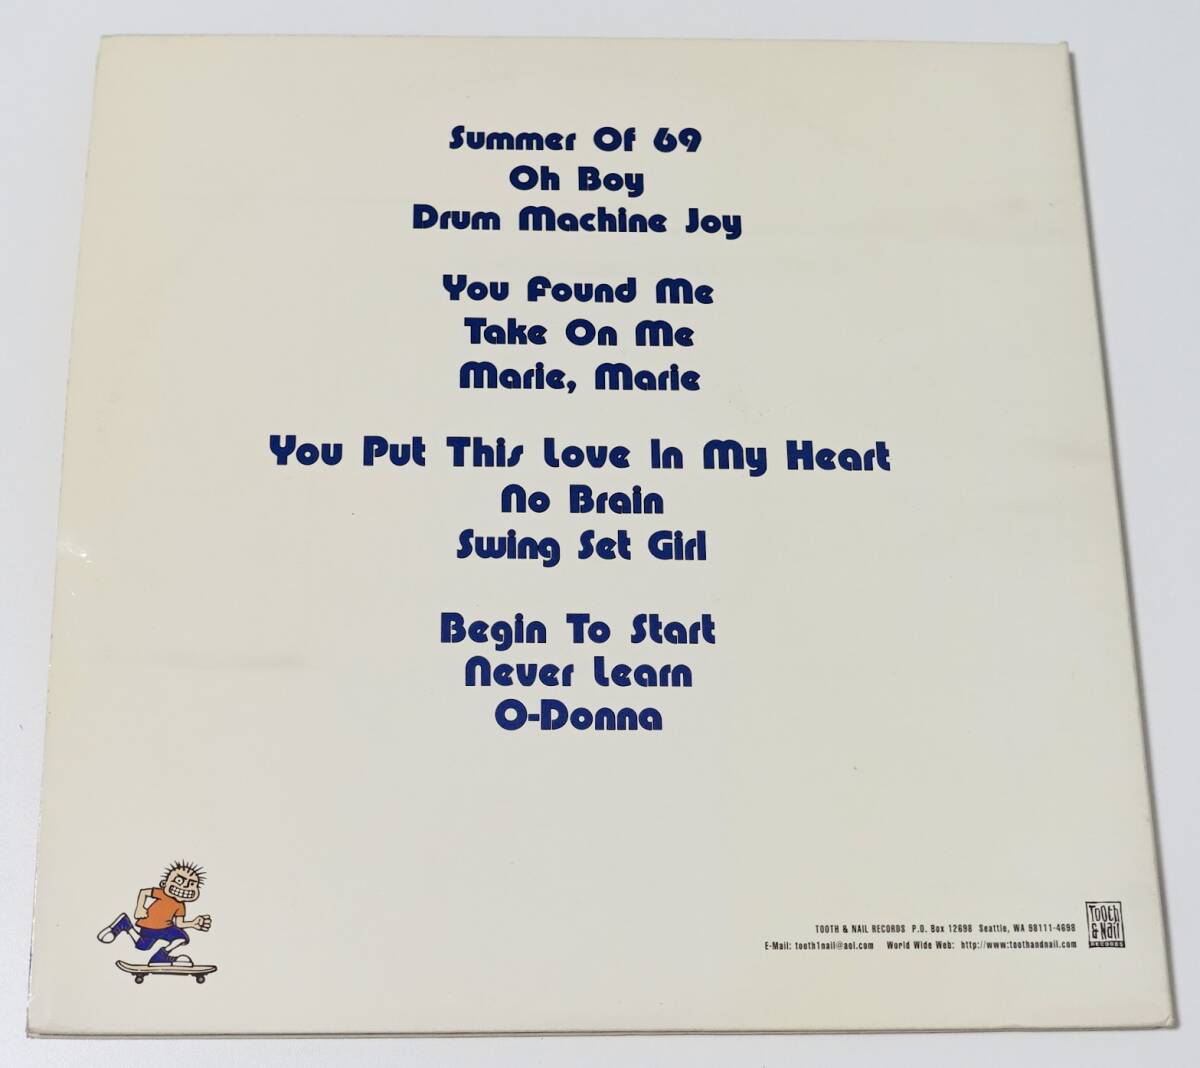 Summer Of 69
Oh Boy
Drum Machine Joy
You Found Me
Take On Me
Marie, Marie
You Put This Love In My Heart
No Brain
Swing Set Girl
Begin To Start
Never Learn
O-Donna
TOOTH & NAIL RECORDS P.O. Box 12698 Seattle, WA 98111-4698
E-Mail: tooth1nail@aol.com World Wide Web: http://www.toothandnail.com
Tooth
& Nail
RECORDS